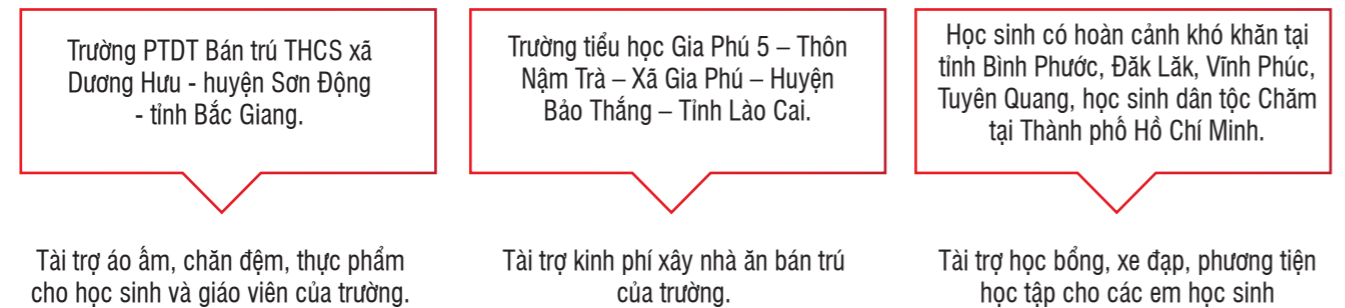 Trường PTDT Bán trú THCS xã
Dương Hưu - huyện Sơn Động
- tỉnh Bắc Giang.
Tài trợ áo ấm, chăn đệm, thực phẩm
cho học sinh và giáo viên của trường.
Trường tiểu học Gia Phú 5 – Thôn
Nậm Trà – Xã Gia Phú – Huyện
Bảo Thắng – Tỉnh Lào Cai.
Tài trợ kinh phí xây nhà ăn bán trú
của trường.
Học sinh có hoàn cảnh khó khăn tại
tỉnh Bình Phước, Đăk Lăk, Vĩnh Phúc,
Tuyên Quang, học sinh dân tộc Chăm
tại Thành phố Hồ Chí Minh.
Tài trợ học bổng, xe đạp, phương tiện
học tập cho các em học sinh